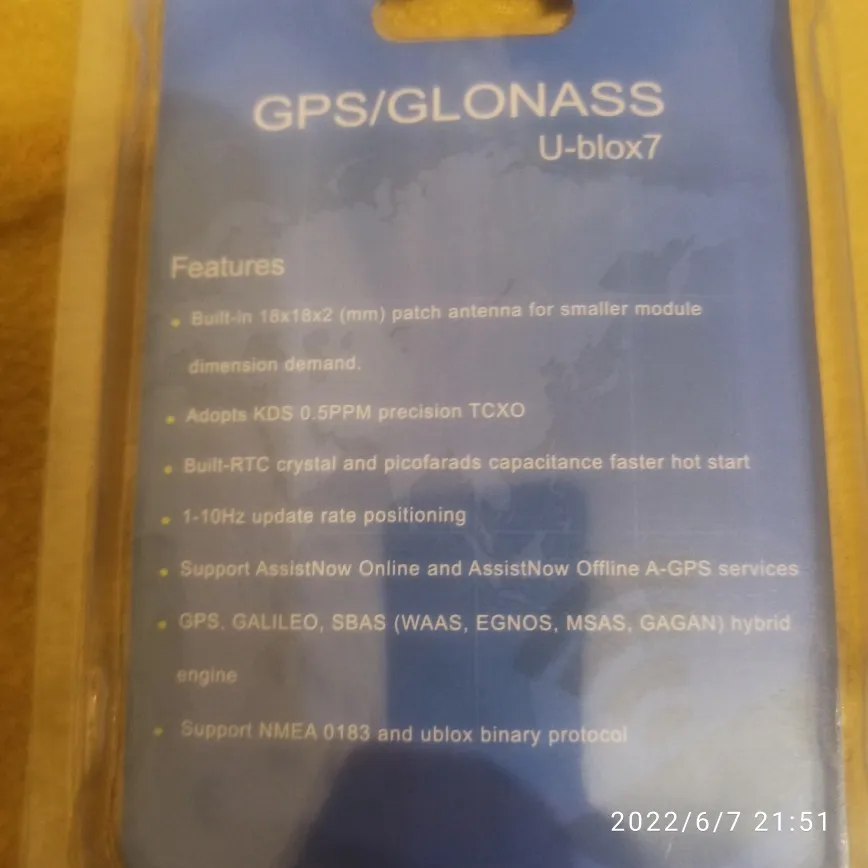 GPS/GLONASS
U-blox7
Features
• Built-in 18x18x2 (mm) patch antenna for smaller module
dimension demand.
• Adopts KDS 0.5PPM precision TCXO
• Built-RTC crystal and picofarads capacitance faster hot start
• 1-10Hz update rate positioning
• Support AssistNow Online and AssistNow Offline A-GPS services
• GPS, GALILEO, SBAS (WAAS, EGNOS, MSAS, GAGAN) hybrid
engine
• Support NMEA 0183 and ublox binary protocol
2022/6/7 21:51